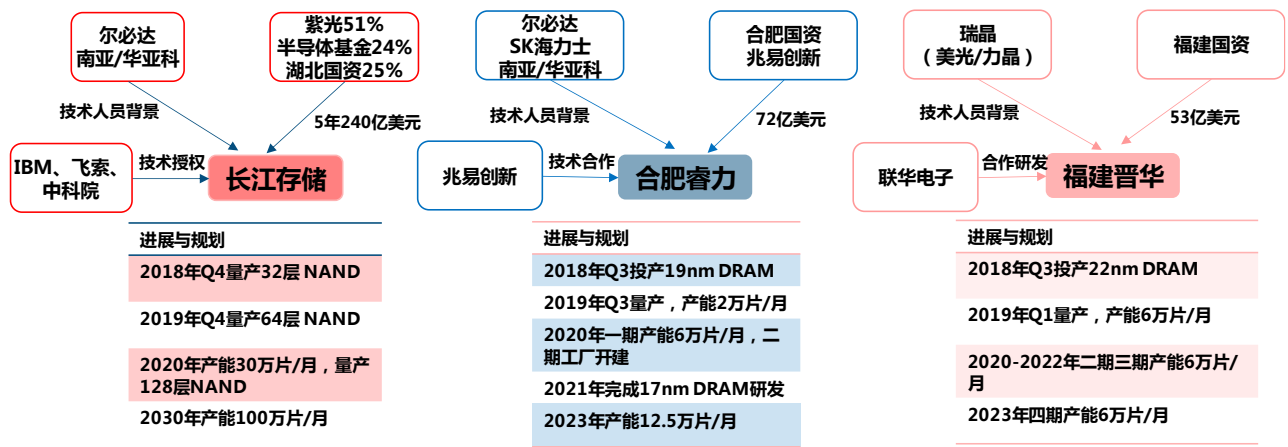 尔必达
南亚/华亚科
紫光51%
半导体基金24%
湖北国资25%
技术人员背景
5年240亿美元
IBM、飞索、
中科院
技术授权
长江存储
进展与规划
2018年Q4量产32层 NAND
2019年Q4量产64层 NAND
2020年产能30万片/月，量产
128层NAND
2030年产能100万片/月
尔必达
SK海力士
南亚/华亚科
合肥国资
兆易创新
技术人员背景
72亿美元
兆易创新
技术合作
合肥睿力
进展与规划
2018年Q3投产19nm DRAM
2019年Q3量产，产能2万片/月
2020年一期产能6万片/月，二
期工厂开建
2021年完成17nm DRAM研发
2023年产能12.5万片/月
瑞晶
（美光/力晶）
福建国资
技术人员背景
53亿美元
联华电子
合作研发
福建晋华
进展与规划
2018年Q3投产22nm DRAM
2019年Q1量产，产能6万片/月
2020-2022年二期三期产能6万片/
月
2023年四期产能6万片/月